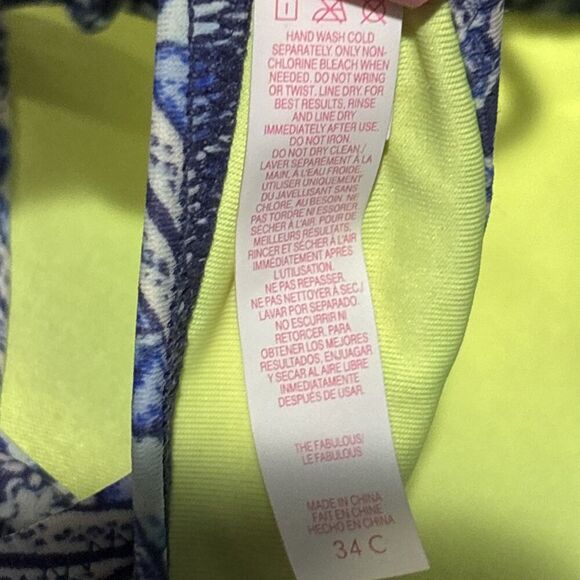 HAND WASH COLD
SEPARATELY. ONLY NON-
CHLORINE BLEACH WHEN
NEEDED. DO NOT WRING
OR TWIST. LINE DRY. FOR
BEST RESULTS, RINSE
AND LINE DRY
IMMEDIATELY AFTER USE.
DO NOT IRON.
DO NOT DRY CLEAN/
LAVER SÉPARÉMENT À LA
MAIN, À L'EAU FROIDE.
UTILISER UNIQUEMENT
DU JAVELLISANT SANS
CHLORE, AU BESOIN. NE
PAS TORDRE NI ESSORER.
SÉCHER À L'AIR. POUR DE
MEILLEURS RÉSULTATS,
RINCER ET SÉCHER À L'AIR
IMMÉDIATEMENT APRÈS
L'UTILISATION.
NE PAS REPASSER.
NE PAS NETTOYER À SEC./
LAVAR POR SEPARADO.
NO ESCURRIR NI
RETORCER. PARA
OBTENER LOS MEJORES
RESULTADOS, ENJUAGAR
Y SECAR AL AIRE LIBRE
INMEDIATAMENTE
DESPUÉS DE USAR.
THE FABULOUS/
LE FABULOUS
MADE IN CHINA
FAIT EN CHINE
HECHO EN CHINA
34 C